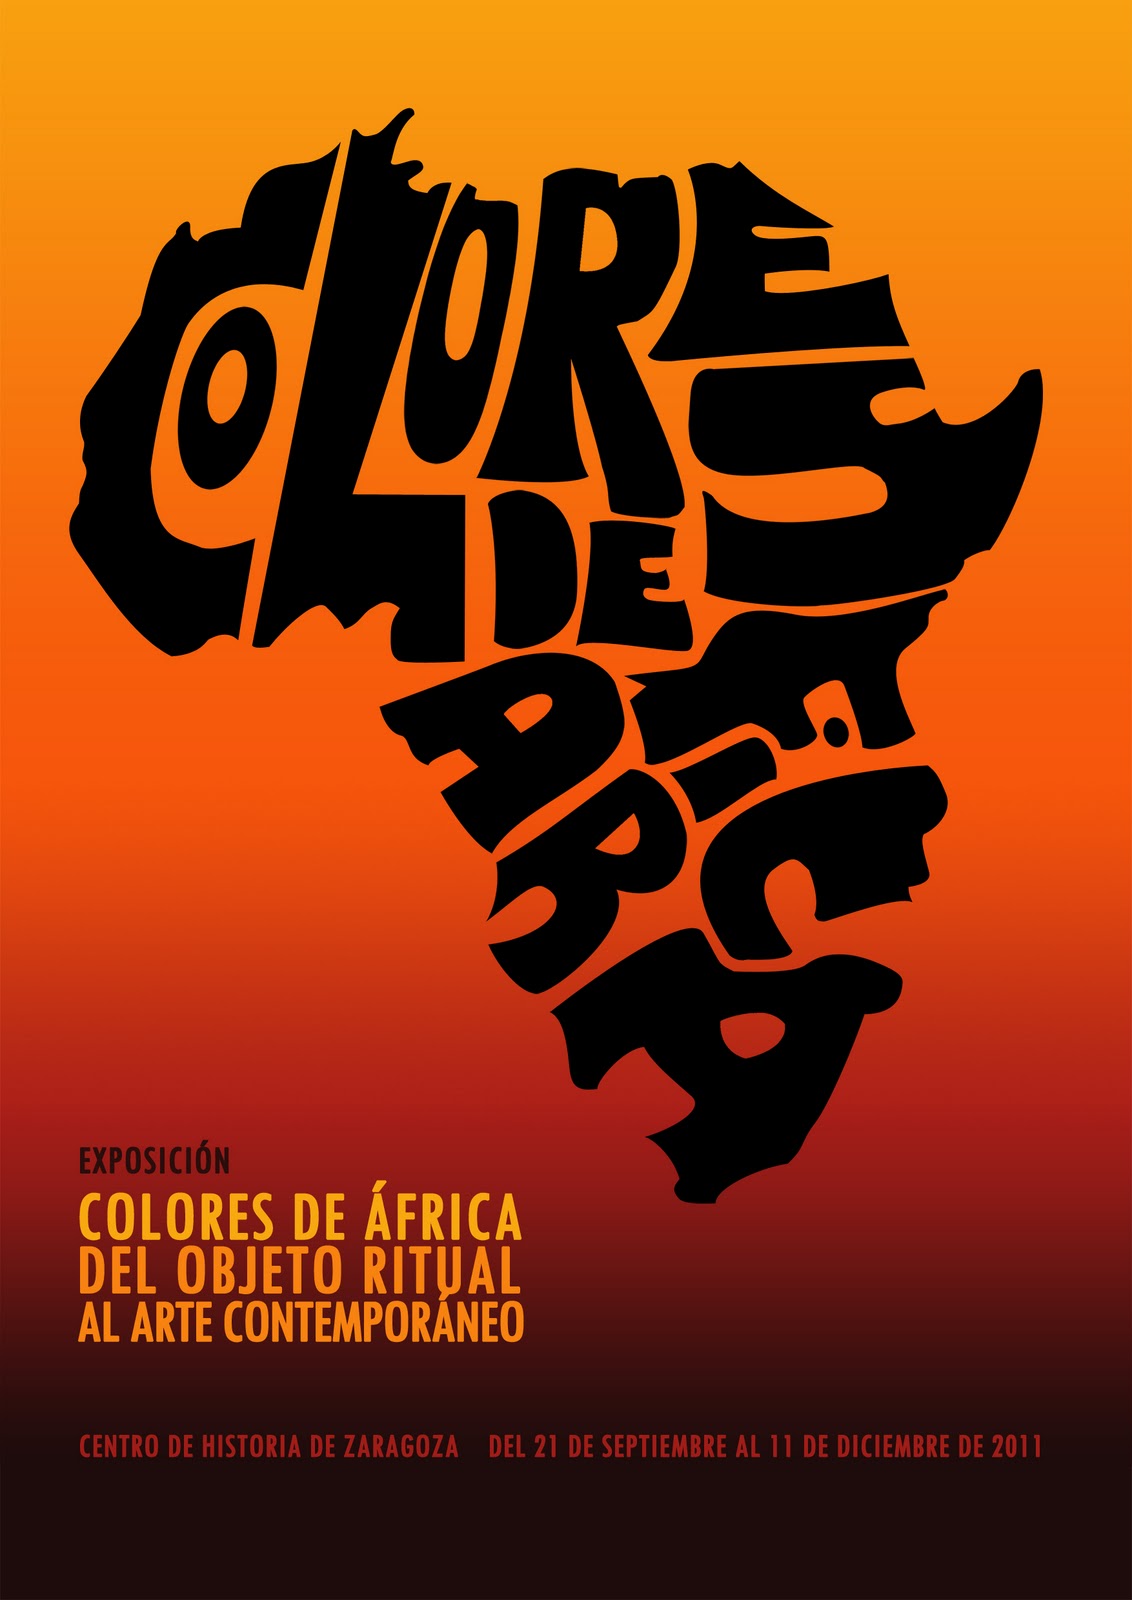 COLORES
DE
AFRICA
EXPOSICIÓN
COLORES DE ÁFRICA
DEL OBJETO RITUAL
AL ARTE CONTEMPORÁNEO
CENTRO DE HISTORIA DE ZARAGOZA DEL 21 DE SEPTIEMBRE AL 11 DE DICIEMBRE DE 2011